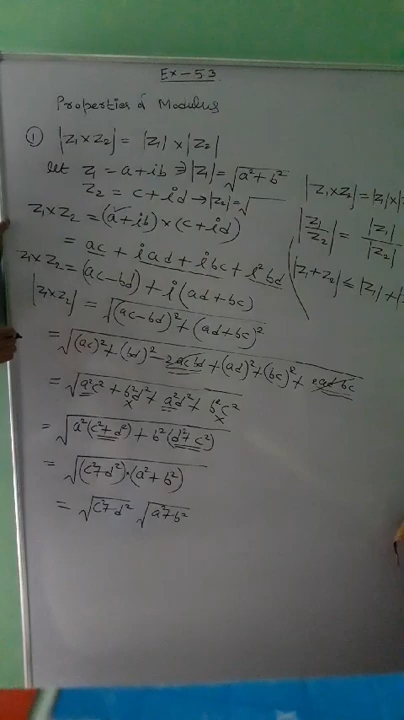 Ex-5.3
Properties of Modulus
① |z₁×z₂| = |z₁| × |z₂|
let z₁ = a+ib ∋ |z₁| = √(a²+b²)
z₂ = c+id → |z₂| = √
z₁×z₂ = (a+ib)×(c+id)
= ac + iad + ibc + i²bd
z₁×z₂ = (ac-bd) + i(ad+bc)
|z₁×z₂| = √((ac-bd)²+(ad+bc)²)
= √((ac)²+(bd)²-2acbd+(ad)²+(bc)²+2adbc)
= √(a²c²+b²d²+a²d²+b²c²)
= √(a²(c²+d²)+b²(d²+c²))
= √((c²+d²)·(a²+b²))
= √(c²+d²) √(a²+b²)
|z₁×z₂| = |z₁|×|
|z₁/z₂| = |z₁|/|z₂|
|z₁+z₂| ≤ |z₁|+|